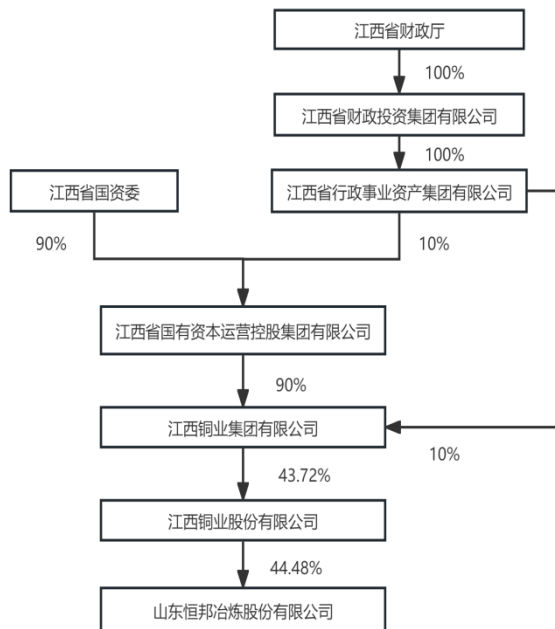 江西省财政厅
100%
江西省财政投资集团有限公司
100%
江西省国资委
江西省行政事业资产集团有限公司
90%
10%
江西省国有资本运营控股集团有限公司
90%
江西铜业集团有限公司
10%
43.72%
江西铜业股份有限公司
44.48%
山东恒邦冶炼股份有限公司